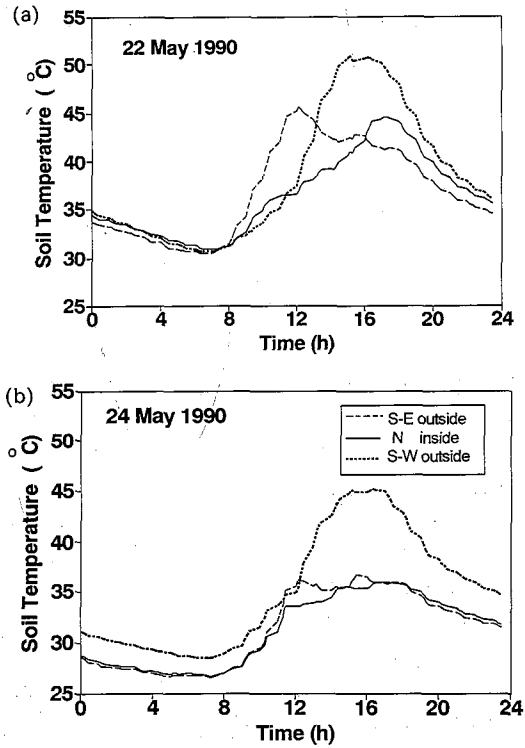 (a)
22 May 1990
Soil Temperature ( °C)
55
50
45
40
35
30
25
0 4 8 12 16 20 24
Time (h)
(b)
24 May 1990
S-E outside
N inside
S-W outside
Soil Temperature ( °C)
55
50
45
40
35
30
25
0 4 8 12 16 20 24
Time (h)